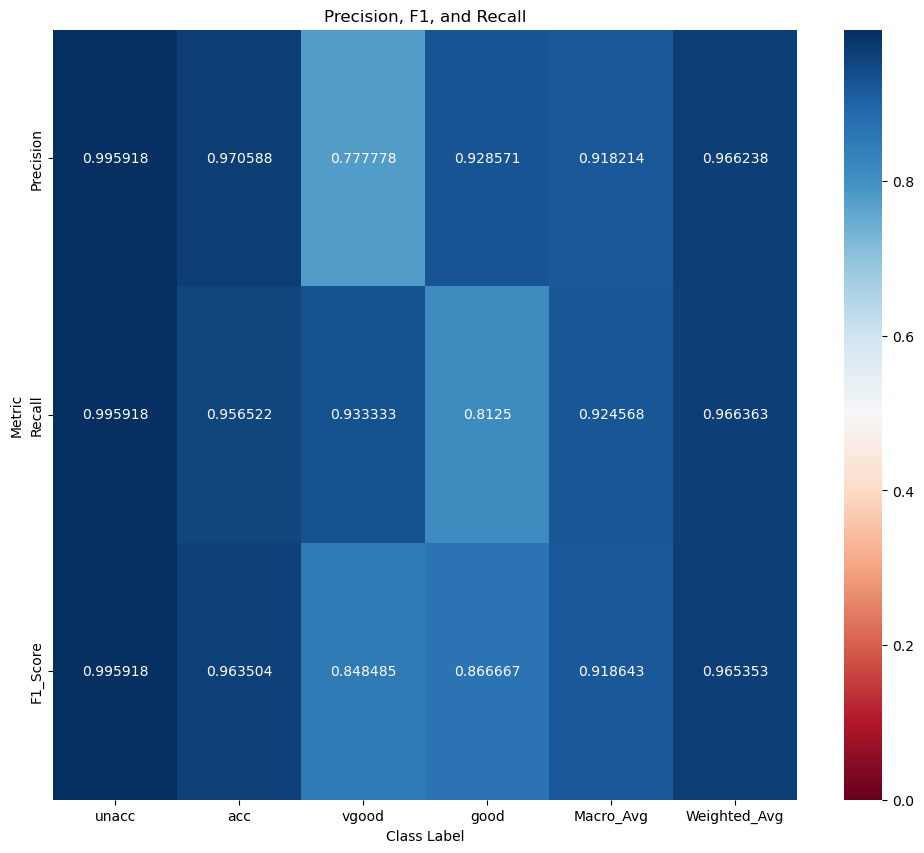 Precision, F1, and Recall
Precision
0.995918 0.970588 0.777778 0.928571 0.918214 0.966238
Metric
Recall
0.995918 0.956522 0.933333 0.8125 0.924568 0.966363
F1_Score
0.995918 0.963504 0.848485 0.866667 0.918643 0.965353
unacc acc vgood good Macro_Avg Weighted_Avg
Class Label
0.8
0.6
0.4
0.2
0.0